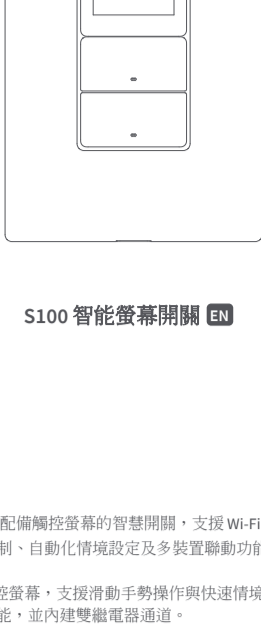 S100 智能螢幕開關 EN
配備觸控螢幕的智慧開關，支援 Wi-Fi
制、自動化情境設定及多裝置聯動功能
控螢幕，支援滑動手勢操作與快速情境
能，並內建雙繼電器通道。